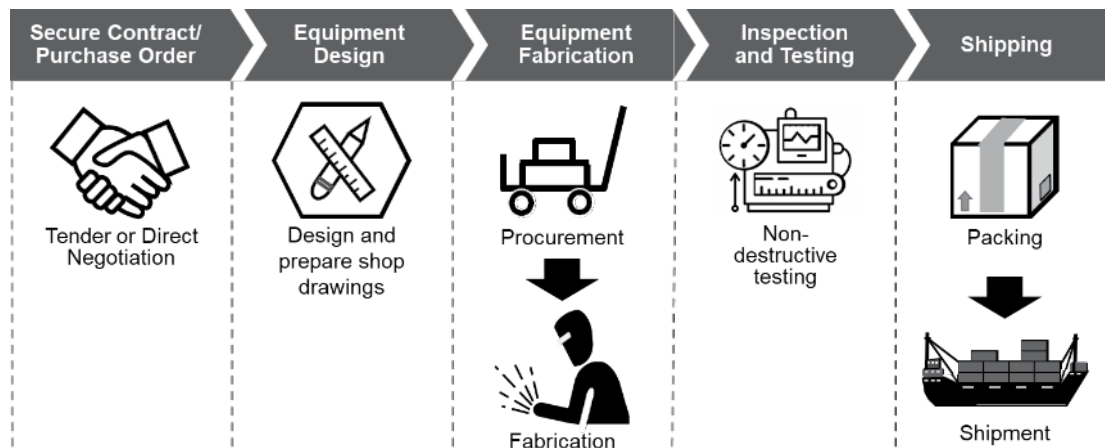 Secure Contract/
Purchase Order
Equipment
Design
Equipment
Fabrication
Inspection
and Testing
Shipping
Tender or Direct
Negotiation
Design and
prepare shop
drawings
Procurement
Fabrication
Non-
destructive
testing
Packing
Shipment